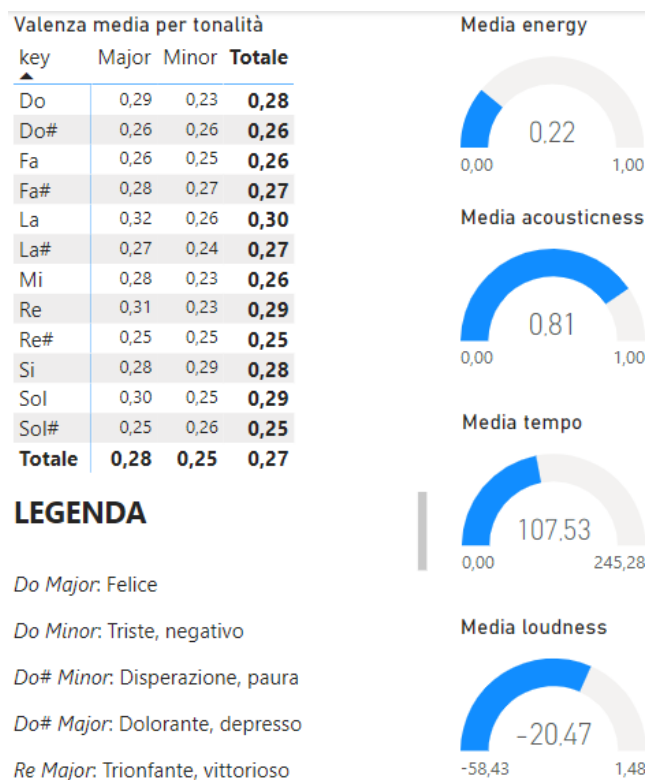 Valenza media per tonalità
key Major Minor Totale
Do 0,29 0,23 0,28
Do# 0,26 0,26 0,26
Fa 0,26 0,25 0,26
Fa# 0,28 0,27 0,27
La 0,32 0,26 0,30
La# 0,27 0,24 0,27
Mi 0,28 0,23 0,26
Re 0,31 0,23 0,29
Re# 0,25 0,25 0,25
Si 0,28 0,29 0,28
Sol 0,30 0,25 0,29
Sol# 0,25 0,26 0,25
Totale 0,28 0,25 0,27
LEGENDA
Do Major: Felice
Do Minor: Triste, negativo
Do# Minor: Disperazione, paura
Do# Major: Dolorante, depresso
Re Major: Trionfante, vittorioso
Media energy
0,22
0,00 1,00
Media acousticness
0,81
0,00 1,00
Media tempo
107,53
0,00 245,28
Media loudness
-20,47
-58,43 1,48